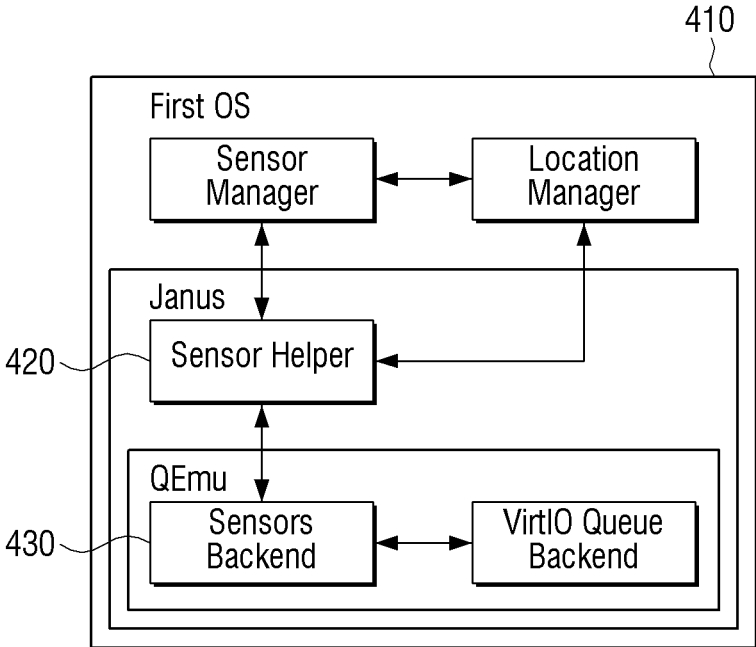 410
First OS
Sensor
Manager
Location
Manager
Janus
420
Sensor Helper
QEmu
430
Sensors
Backend
VirtIO Queue
Backend